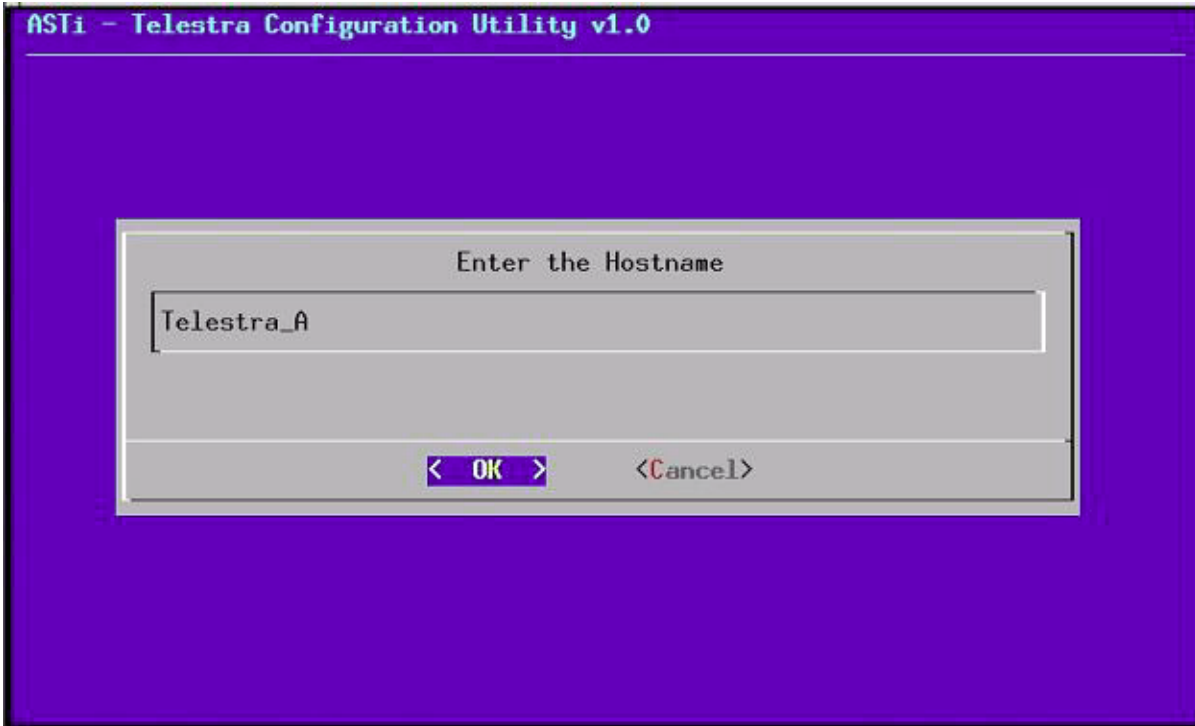 ASTi - Telestra Configuration Utility v1.0
Enter the Hostname
Telestra_A
< OK > <Cancel>